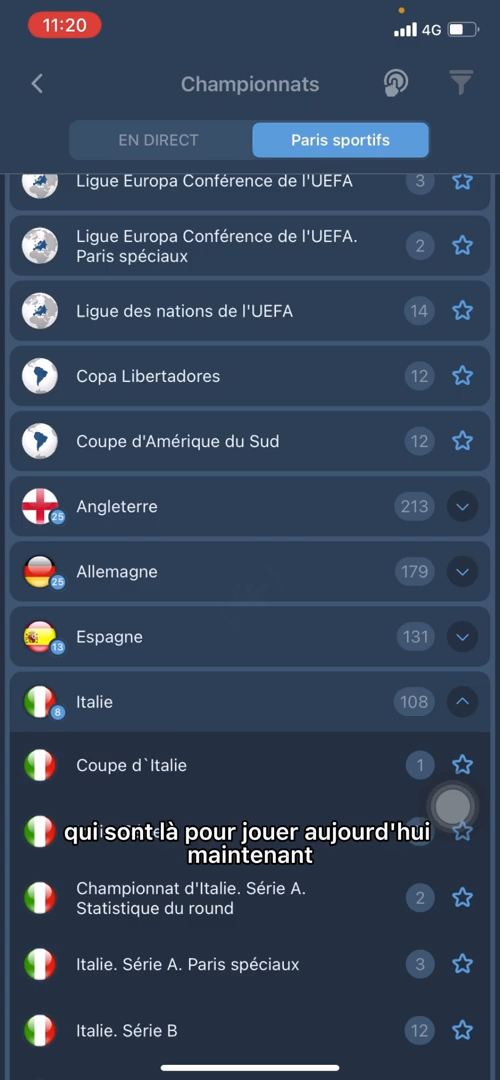 11:20
4G
Championnats
EN DIRECT
Paris sportifs
Ligue Europa Conférence de l'UEFA
3
Ligue Europa Conférence de l'UEFA.
Paris spéciaux
2
Ligue des nations de l'UEFA
14
Copa Libertadores
12
Coupe d'Amérique du Sud
12
25
Angleterre
213
25
Allemagne
179
13
Espagne
131
8
Italie
108
Coupe d`Italie
1
qui sont là pour jouer aujourd'hui
maintenant
Championnat d'Italie. Série A.
Statistique du round
2
Italie. Série A. Paris spéciaux
3
Italie. Série B
12